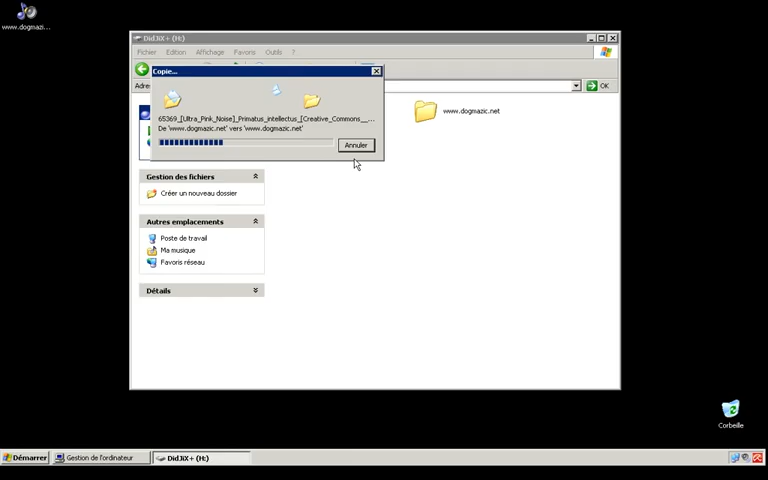 www.dogmazi...
DidJiX+ (H:)
Fichier Edition Affichage Favoris Outils ?
Copie...
Adre
OK
65369_[Ultra_Pink_Noise]_Primatus_intellectus_[Creative_Commons__...
De 'www.dogmazic.net' vers 'www.dogmazic.net'
Annuler
www.dogmazic.net
Gestion des fichiers
Créer un nouveau dossier
Autres emplacements
Poste de travail
Ma musique
Favoris réseau
Détails
Corbeille
Démarrer
Gestion de l'ordinateur
DidJiX+ (H:)